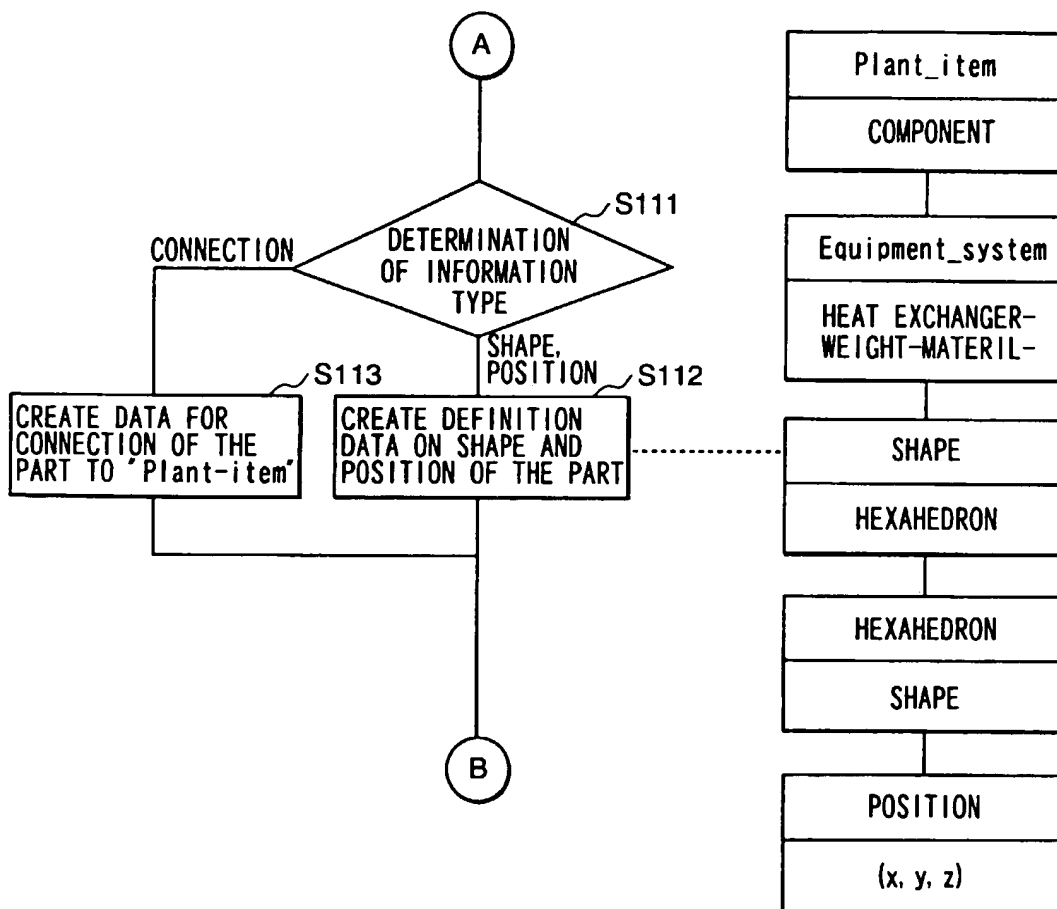 A
S111
CONNECTION
DETERMINATION
OF INFORMATION
TYPE
SHAPE,
POSITION
S113
CREATE DATA FOR
CONNECTION OF THE
PART TO "Plant-item"
S112
CREATE DEFINITION
DATA ON SHAPE AND
POSITION OF THE PART
B
Plant_item
COMPONENT
Equipment_system
HEAT EXCHANGER-
WEIGHT-MATERIL-
SHAPE
HEXAHEDRON
HEXAHEDRON
SHAPE
POSITION
(x, y, z)